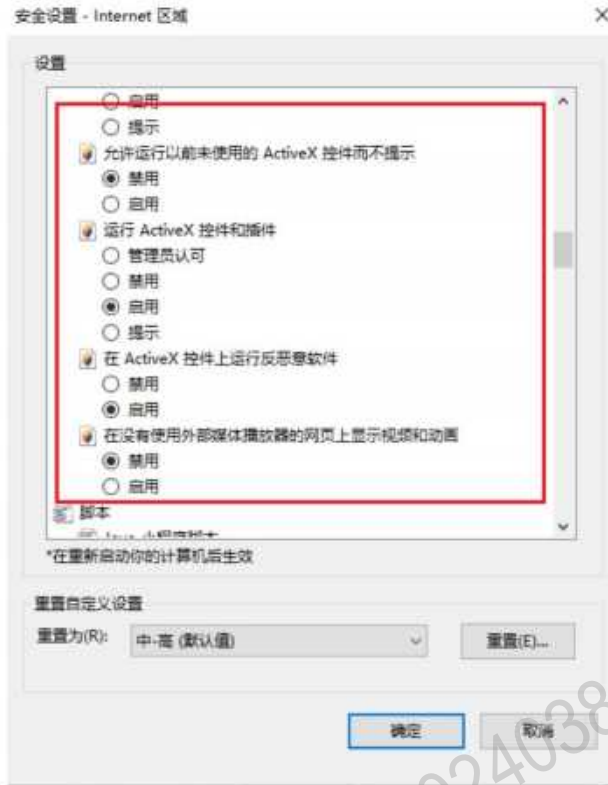 安全设置 - Internet 区域
设置
启用
提示
允许运行以前未使用的 ActiveX 控件而不提示
禁用
启用
运行 ActiveX 控件和插件
管理员认可
禁用
启用
提示
在 ActiveX 控件上运行反恶意软件
禁用
启用
在没有使用外部媒体播放器的网页上显示视频和动画
禁用
启用
脚本
Java 小程序脚本
*在重新启动你的计算机后生效
重置自定义设置
重置为(R):
中-高 (默认值)
重置(E)...
确定
取消